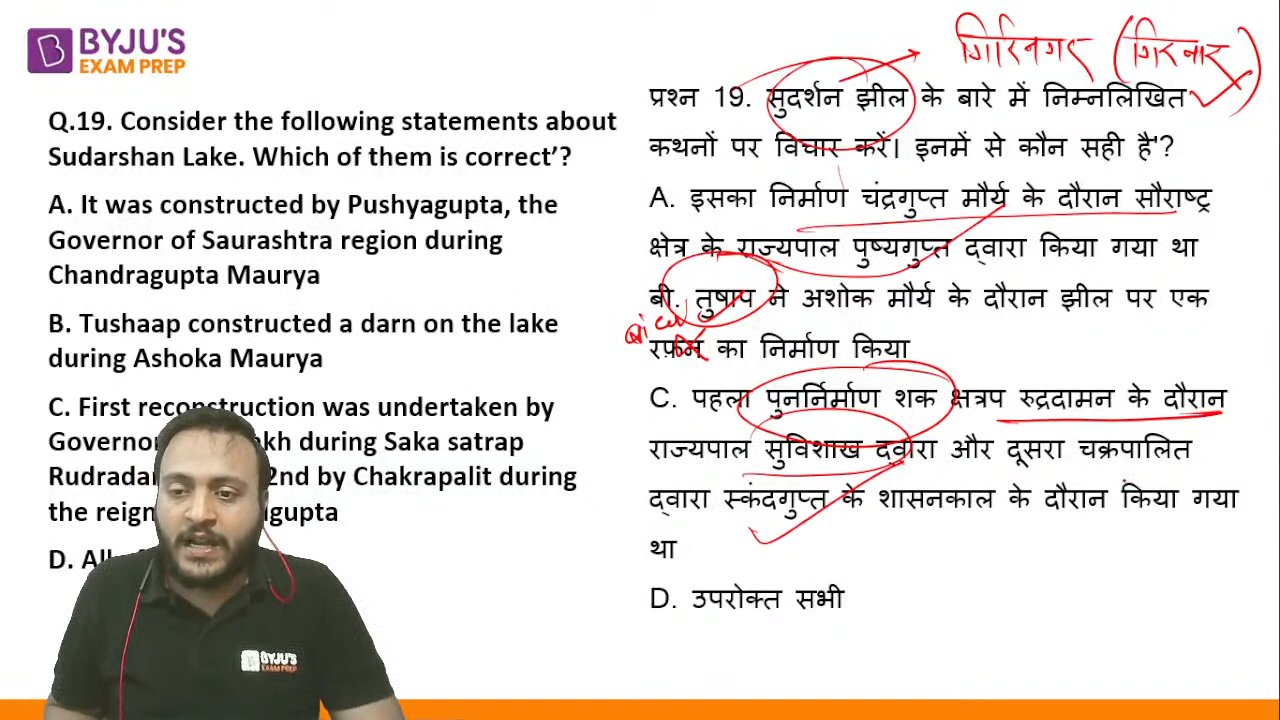 BYJU'S
EXAM PREP
Q.19. Consider the following statements about
Sudarshan Lake. Which of them is correct’?
A. It was constructed by Pushyagupta, the
Governor of Saurashtra region during
Chandragupta Maurya
B. Tushaap constructed a darn on the lake
during Ashoka Maurya
C. First reconstruction was undertaken by
Governor kh during Saka satrap
Rudrada 2nd by Chakrapalit during
the reign gupta
D. All
गिरिनगर (गिरनार)
प्रश्न 19. सुदर्शन झील के बारे में निम्नलिखित
कथनों पर विचार करें। इनमें से कौन सही है'?
A. इसका निर्माण चंद्रगुप्त मौर्य के दौरान सौराष्ट्र
क्षेत्र के राज्यपाल पुष्यगुप्त द्वारा किया गया था
बी. तुषाप ने अशोक मौर्य के दौरान झील पर एक
रफ़ू का निर्माण किया
C. पहला पुनर्निर्माण शक क्षत्रप रुद्रदामन के दौरान
राज्यपाल सुविशाख द्वारा और दूसरा चक्रपालित
द्वारा स्कंदगुप्त के शासनकाल के दौरान किया गया
था
D. उपरोक्त सभी
BYJU'S
EXAM PREP